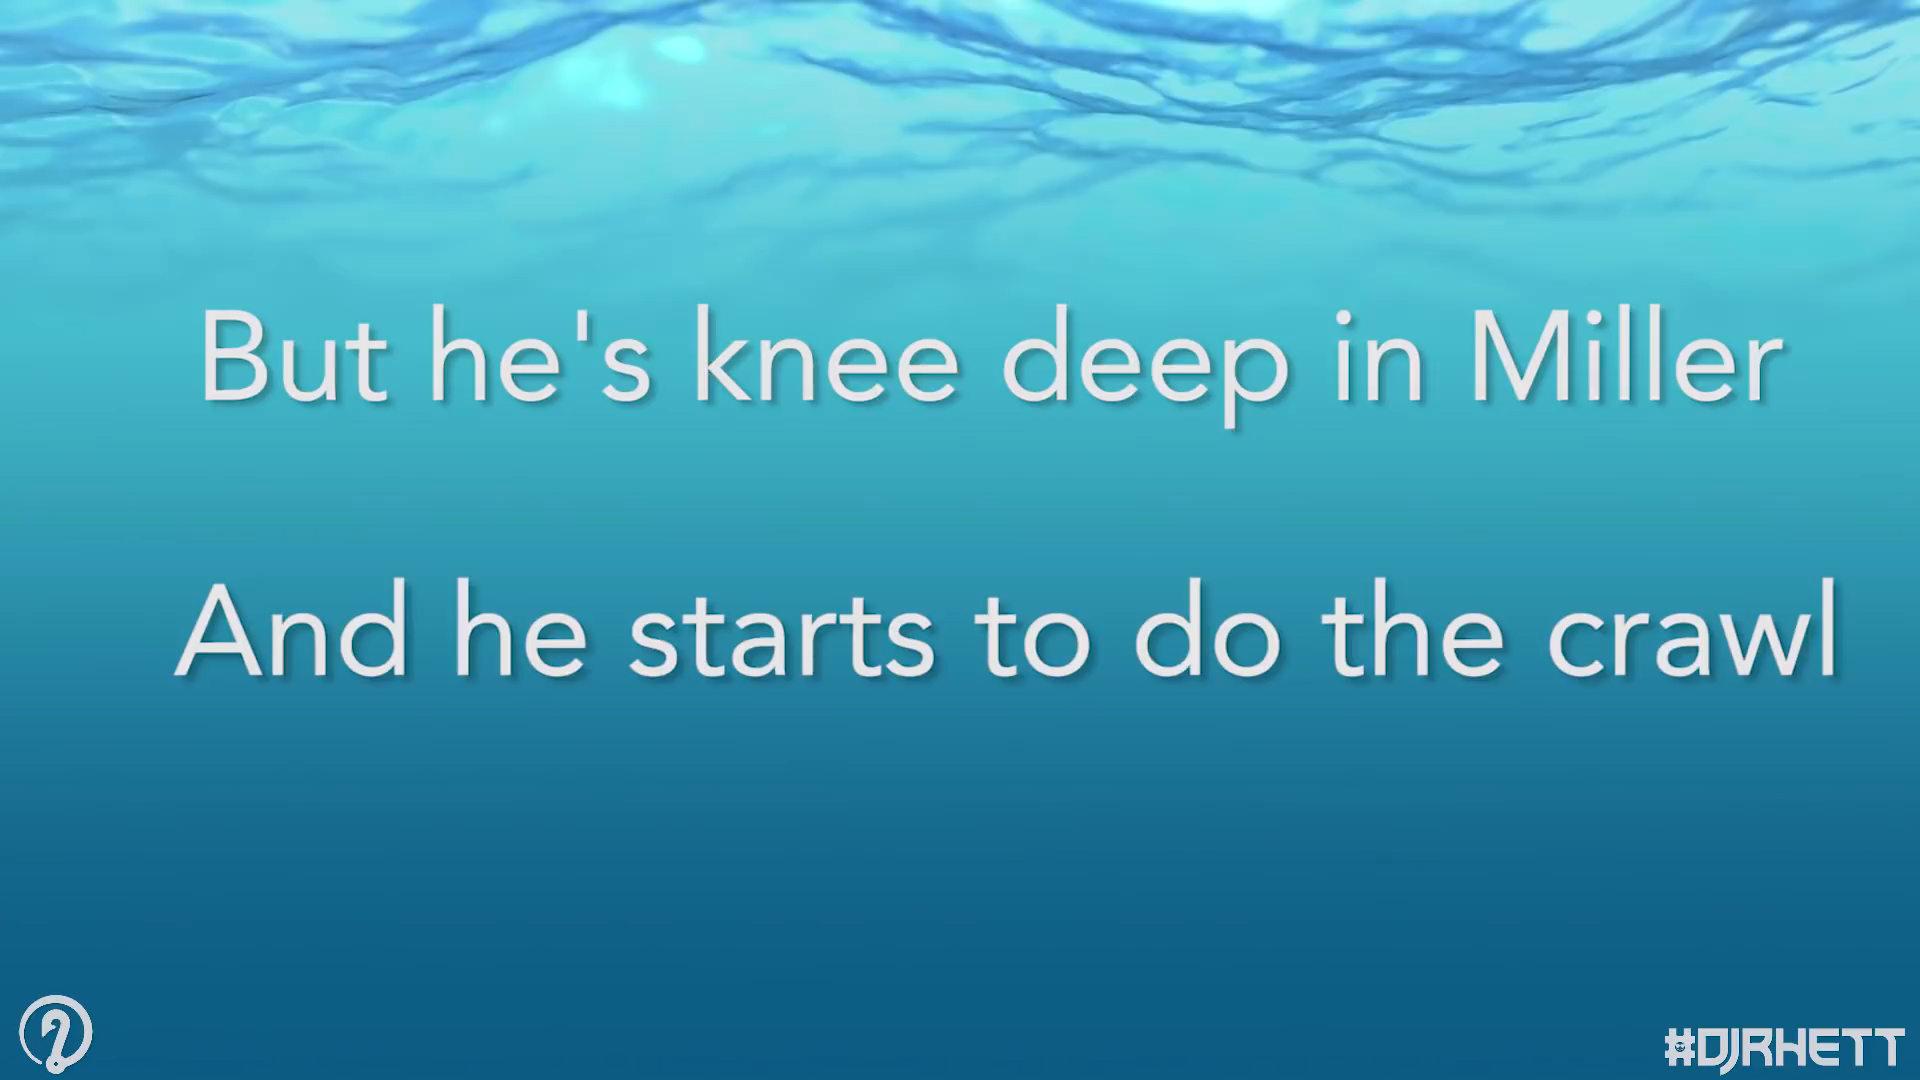 But he's knee deep in Miller
And he starts to do the crawl
#DJRHETT